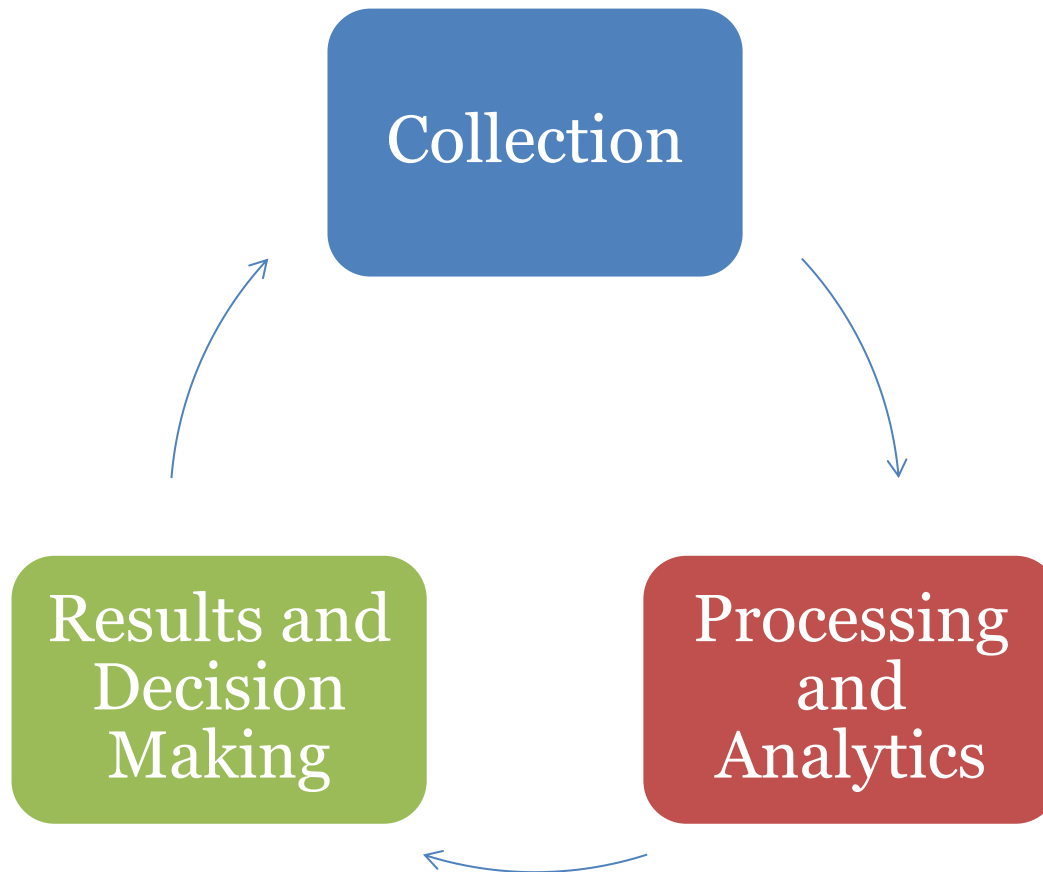 Collection
Results and
Decision
Making
Processing
and
Analytics